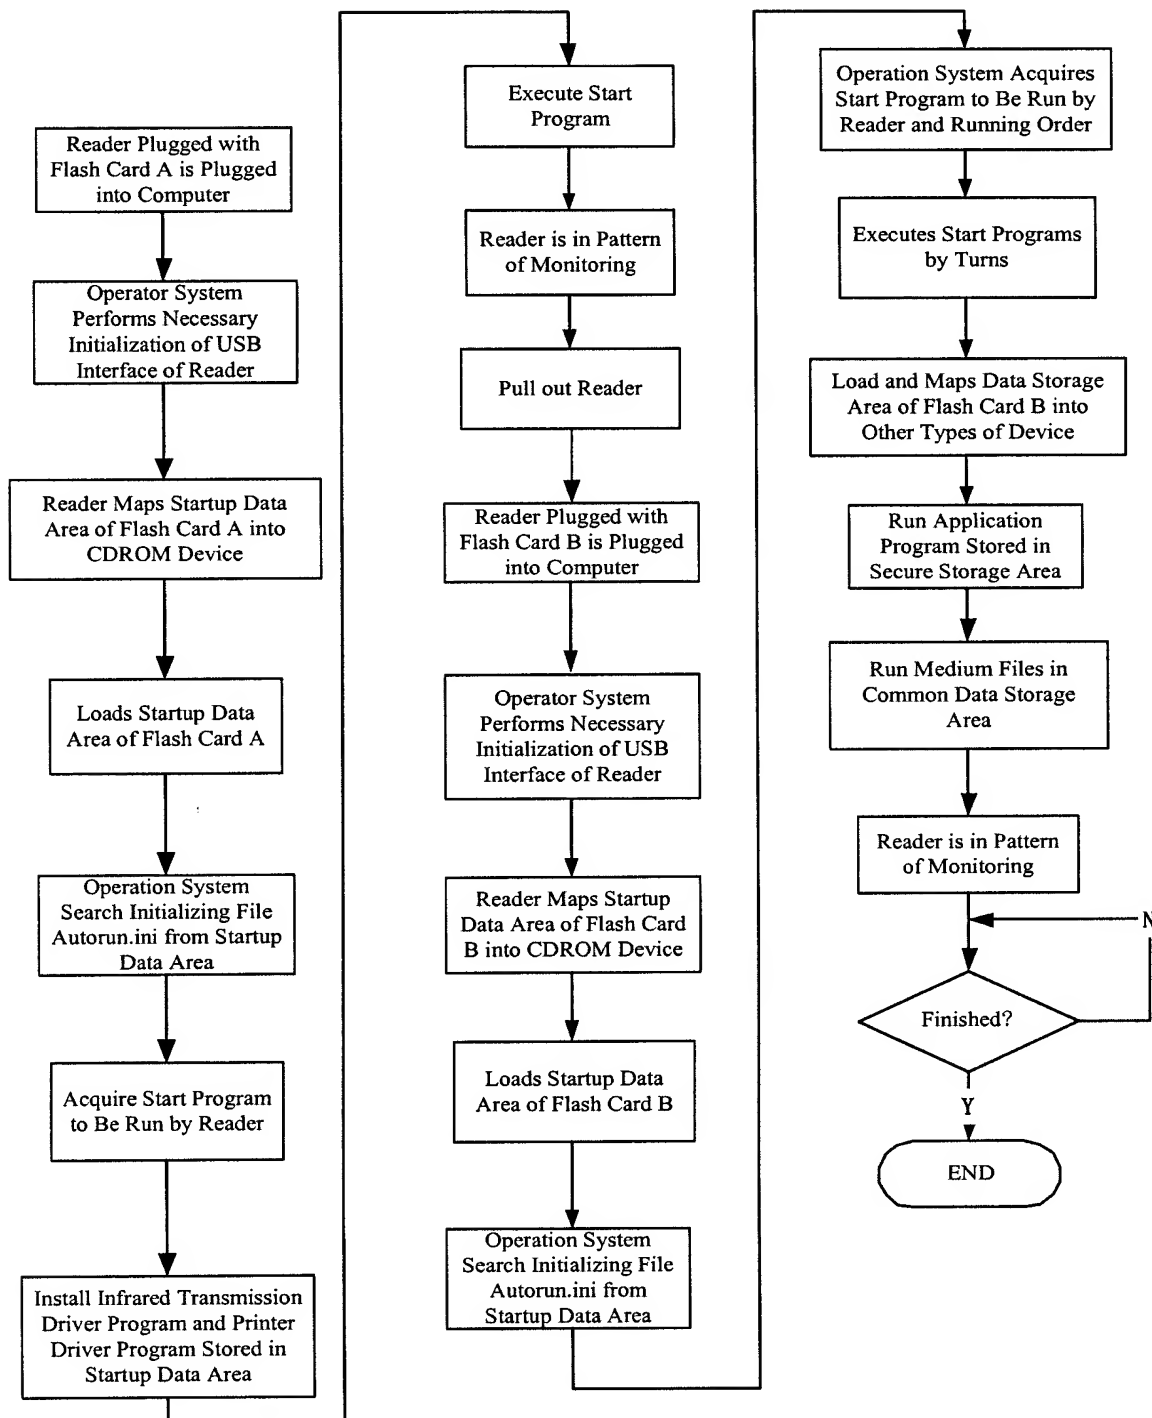 Reader Plugged with
Flash Card A is Plugged
into Computer
Operator System
Performs Necessary
Initialization of USB
Interface of Reader
Reader Maps Startup Data
Area of Flash Card A into
CDROM Device
Loads Startup Data
Area of Flash Card A
Operation System
Search Initializing File
Autorun.ini from Startup
Data Area
Acquire Start Program
to Be Run by Reader
Install Infrared Transmission
Driver Program and Printer
Driver Program Stored in
Startup Data Area
Execute Start
Program
Reader is in Pattern
of Monitoring
Pull out Reader
Reader Plugged with
Flash Card B is Plugged
into Computer
Operator System
Performs Necessary
Initialization of USB
Interface of Reader
Reader Maps Startup
Data Area of Flash Card
B into CDROM Device
Loads Startup Data
Area of Flash Card B
Operation System
Search Initializing File
Autorun.ini from
Startup Data Area
Operation System Acquires
Start Program to Be Run by
Reader and Running Order
Executes Start Programs
by Turns
Load and Maps Data Storage
Area of Flash Card B into
Other Types of Device
Run Application
Program Stored in
Secure Storage Area
Run Medium Files in
Common Data Storage
Area
Reader is in Pattern
of Monitoring
N
Finished?
Y
END